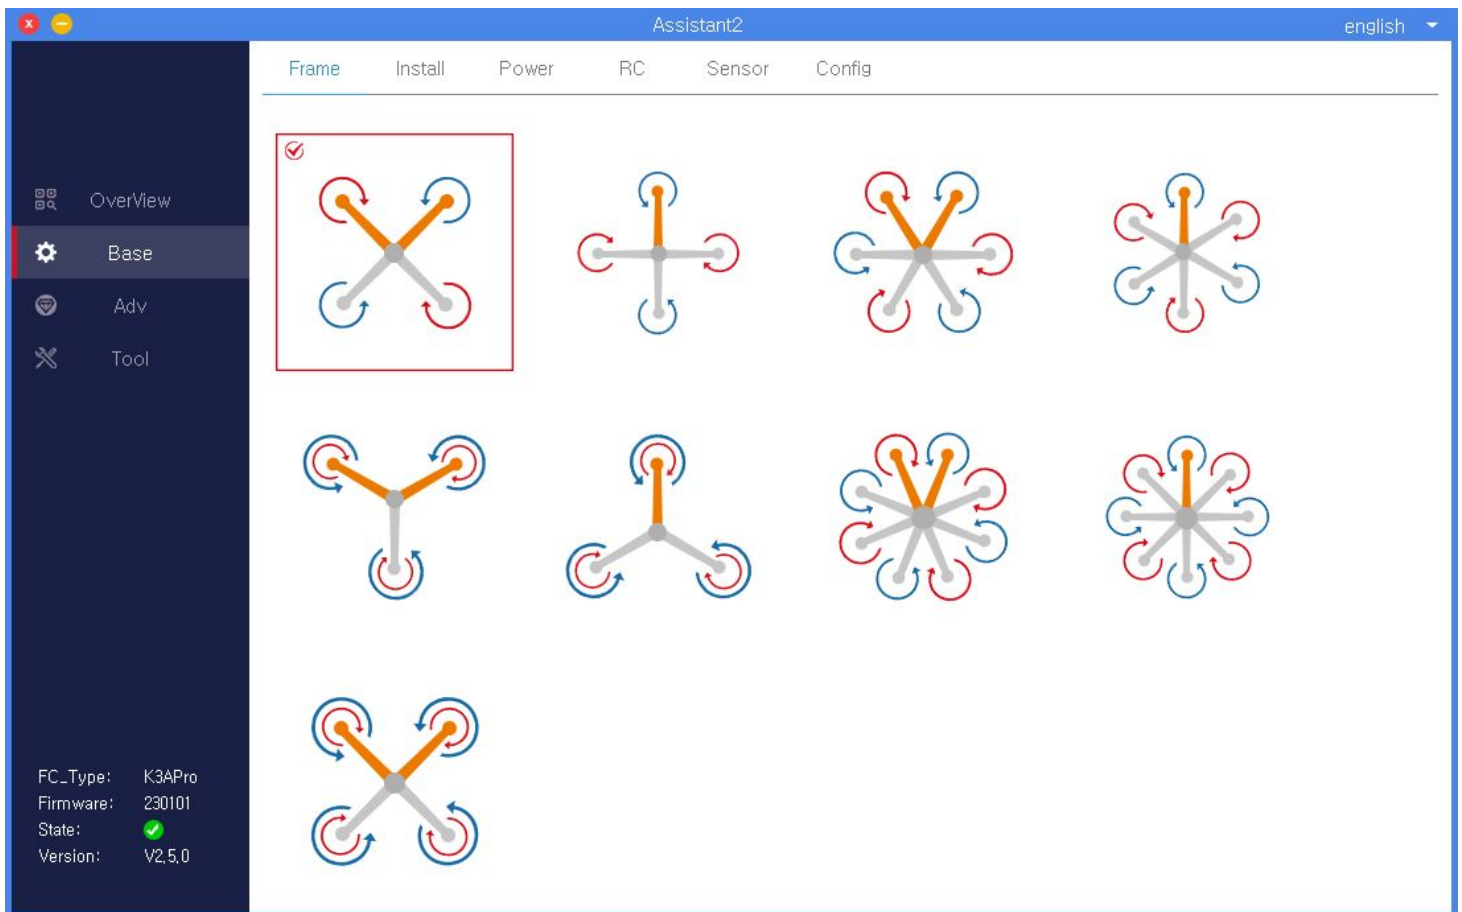 Assistant2
english
Frame Install Power RC Sensor Config
OverView
Base
Adv
Tool
FC_Type: K3APro
Firmware: 230101
State:
Version: V2,5,0